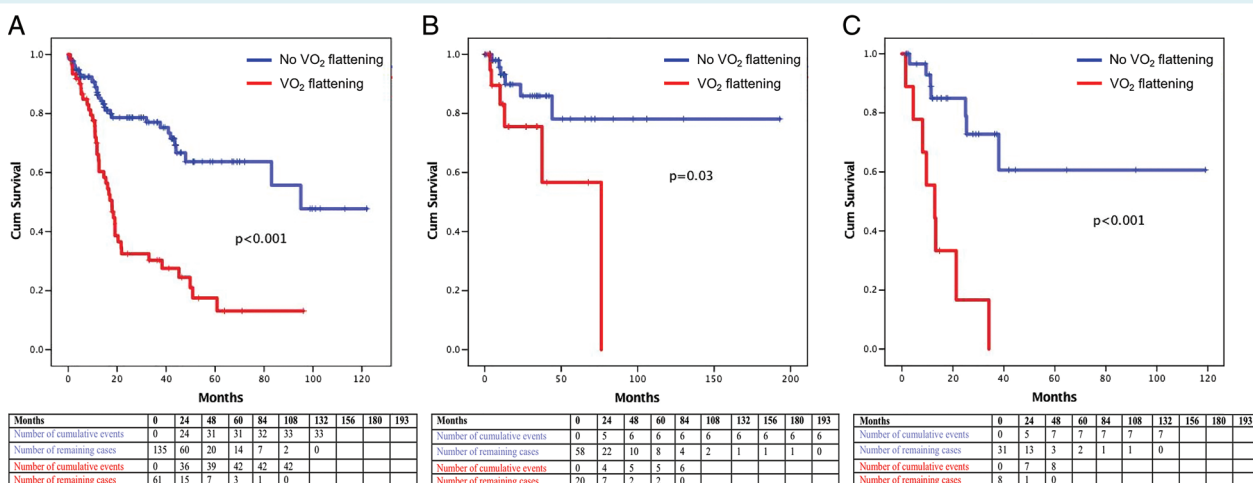 A
1.0
0.8
0.6
0.4
0.2
0.0
Cum Survival
No VO₂ flattening
VO₂ flattening
p<0.001
0 20 40 60 80 100 120
Months
Months 0 24 48 60 84 108 132 156 180 193
Number of cumulative events 0 24 31 31 32 33 33
Number of remaining cases 135 60 20 14 7 2 0
Number of cumulative events 0 36 39 42 42 42
Number of remaining cases 61 15 7 3 1 0
B
1.0
0.8
0.6
0.4
0.2
0.0
Cum Survival
No VO₂ flattening
VO₂ flattening
p=0.03
0 50 100 150 200
Months
Months 0 24 48 60 84 108 132 156 180 193
Number of cumulative events 0 5 6 6 6 6 6 6 6 6
Number of remaining cases 58 22 10 8 4 2 1 1 1 0
Number of cumulative events 0 4 5 5 6
Number of remaining cases 20 7 2 2 0
C
1.0
0.8
0.6
0.4
0.2
0.0
Cum Survival
No VO₂ flattening
VO₂ flattening
p<0.001
0 20 40 60 80 100 120
Months
Months 0 24 48 60 84 108 132 156 180 193
Number of cumulative events 0 5 7 7 7 7 7
Number of remaining cases 31 13 3 2 1 1 0
Number of cumulative events 0 7 8
Number of remaining cases 8 1 0